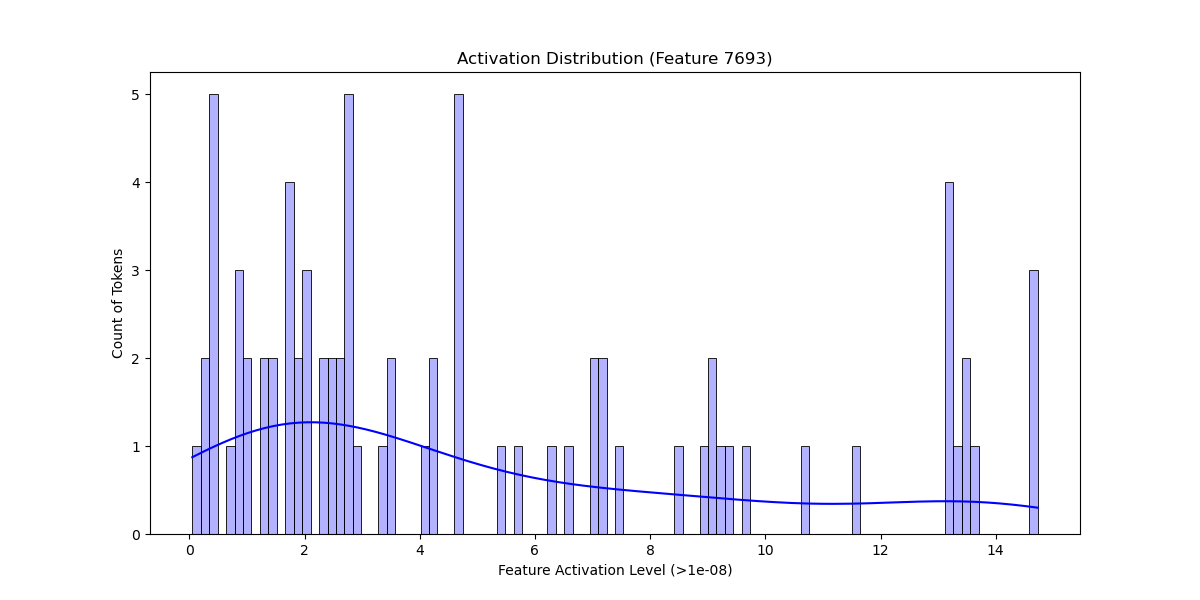 Activation Distribution (Feature 7693)
Count of Tokens
5
4
3
2
1
0
0 2 4 6 8 10 12 14
Feature Activation Level (>1e-08)